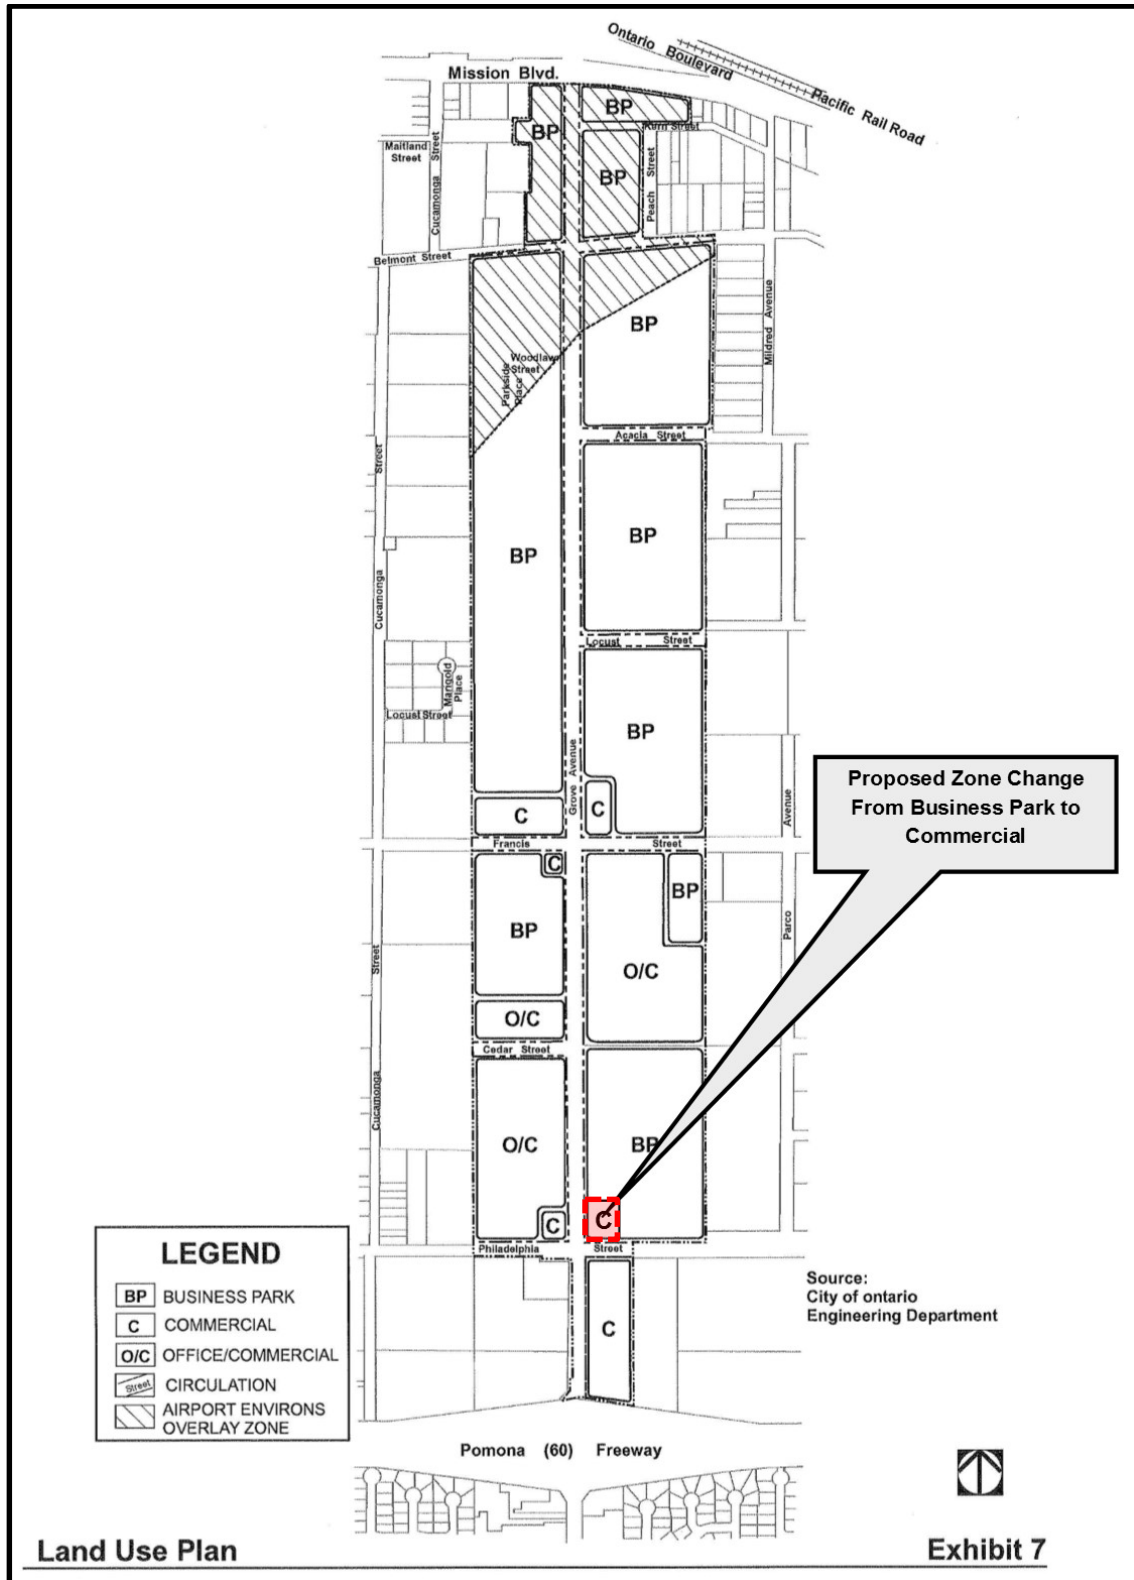 Ontario Boulevard
Pacific Rail Road
Mission Blvd.
BP
BP
Kern Street
Maitland
Street
Cucamonga Street
BP
Peach Street
Belmont Street
Mildred Avenue
BP
Woodlawn
Street
Parkside
Place
Acacia Street
Street
BP
BP
Cucamonga
Locust Street
Marigold
Place
Locust Street
BP
Grove Avenue
Proposed Zone Change
From Business Park to
Commercial
C
C
Avenue
Francis Street
C
BP
BP
Parco
Street
O/C
O/C
Cedar Street
Cucamonga
O/C
BP
C
C
Philadelphia Street
LEGEND
BP BUSINESS PARK
C COMMERCIAL
O/C OFFICE/COMMERCIAL
Street CIRCULATION
AIRPORT ENVIRONS
OVERLAY ZONE
Source:
City of ontario
Engineering Department
C
Pomona (60) Freeway
Land Use Plan
Exhibit 7